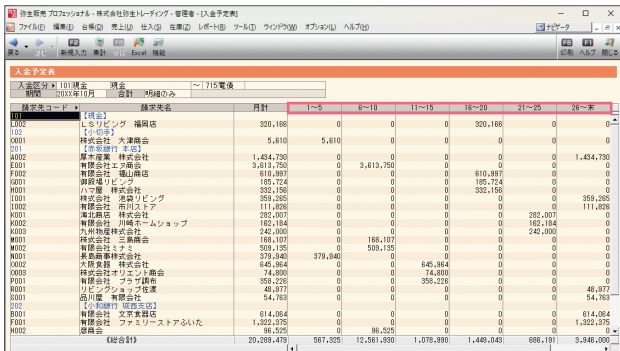 弥生販売 プロフェッショナル - 株式会社弥生トレーディング - 管理者 - [入金予定表]
ファイル(F) 編集(E) 台帳(D) 売上(U) 仕入(S) 在庫(Z) レポート(R) ツール(T) ウィンドウ(W) オプション(L) ヘルプ(H) ナビゲータ
戻る 進む 新規入力 集計 印刷 Excel 機能 印刷 ヘルプ 閉じる
入金予定表
入金区分 101現金 現金 ～ 715電債
期間 20XX年10月 合計 明細のみ
請求先コード 請求先名 月計 1～5 6～10 11～15 16～20 21～25 26～末
101 【現金】
L002 LSリビング 福岡店 320,166 0 0 0 320,166 0 0
102 【小切手】
O001 株式会社 大津商会 5,610 5,610 0 0 0 0 0
201 【赤坂銀行 本店】
A002 厚木産業 株式会社 1,434,730 0 0 0 0 0 1,434,730
E001 有限会社エヌ商会 3,613,750 0 3,613,750 0 0 0 0
F002 有限会社 福山商店 610,997 0 0 0 610,997 0 0
G001 御殿場リビング 185,724 0 0 0 185,724 0 0
H001 ハマ屋 株式会社 332,156 0 0 0 332,156 0 0
I001 株式会社 池袋リビング 359,265 0 0 0 0 0 359,265
I002 有限会社 市川ストア 111,826 0 0 0 0 0 111,826
K001 海北商店 株式会社 282,007 0 0 0 0 282,007 0
K002 有限会社 川崎ホームショップ 162,184 0 0 0 0 162,184 0
K003 九州物産株式会社 242,000 0 0 0 0 242,000 0
M001 株式会社 三島商会 168,107 0 168,107 0 0 0 0
M002 有限会社ミナミ 509,135 0 509,135 0 0 0 0
N001 長島商事株式会社 379,940 379,940 0 0 0 0 0
O002 大阪食器 株式会社 645,964 0 0 645,964 0 0 0
O003 株式会社オリエント商会 74,800 0 0 74,800 0 0 0
P001 有限会社 プラザ調布 358,226 0 0 358,226 0 0 0
R001 リビングショップ佐渡 48,977 0 0 0 0 0 48,977
S001 品川屋 有限会社 54,763 0 0 0 0 0 54,763
202 【小和銀行 城西支店】
B001 有限会社 文京食器店 614,064 0 0 0 0 0 614,064
F001 有限会社 ファミリーストアふいた 1,322,375 0 0 0 0 0 1,322,375
H002 彦商会 96,525 0 96,525 0 0 0 0
《総合計》 20,289,479 567,325 12,561,930 1,078,990 1,449,043 686,191 3,946,000